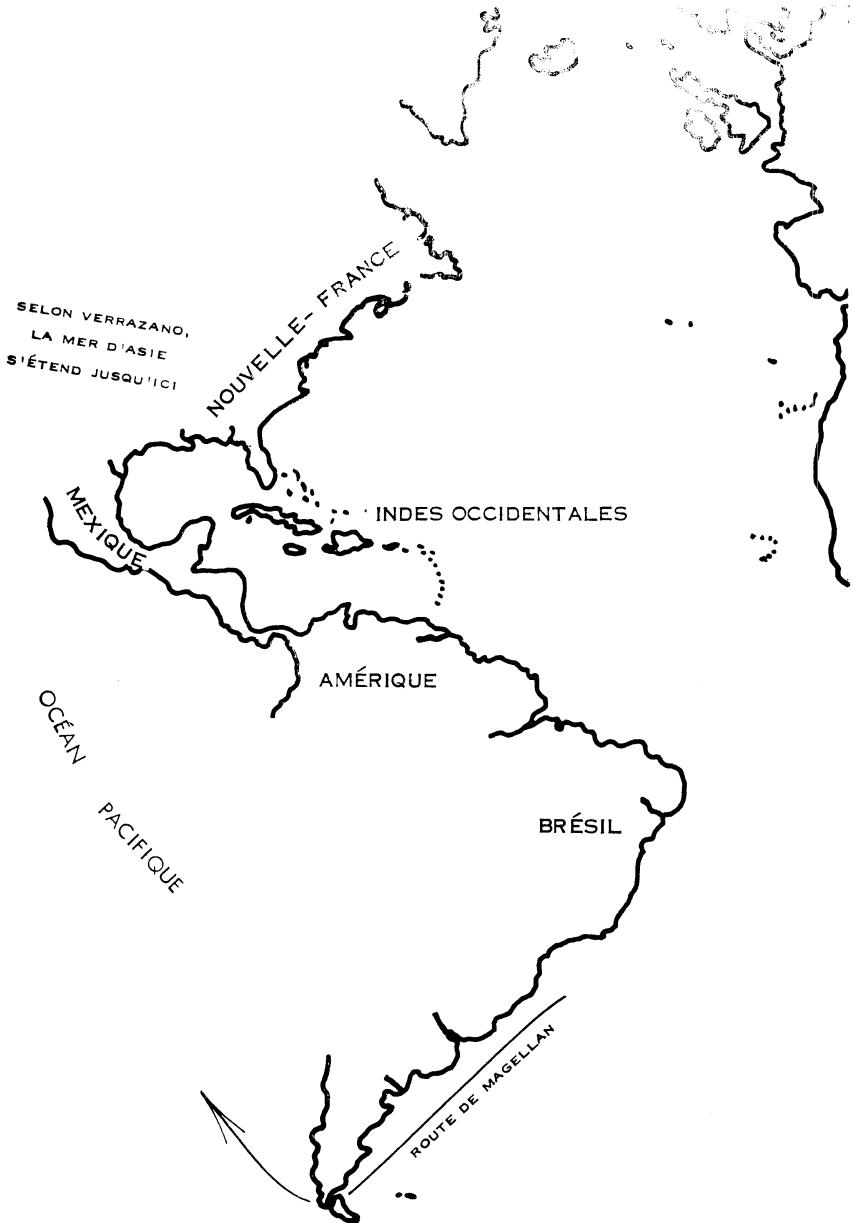 SELON VERRAZANO,
LA MER D'ASIE
S'ÉTEND JUSQU'ICI
NOUVELLE-FRANCE
MEXIQUE
INDES OCCIDENTALES
AMÉRIQUE
OCÉAN
PACIFIQUE
BRÉSIL
ROUTE DE MAGELLAN